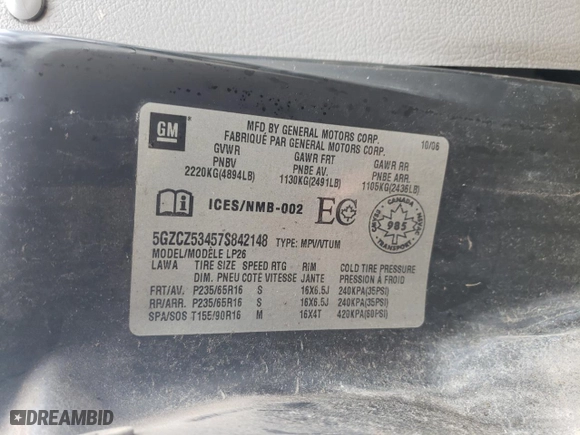 GM
MFD BY GENERAL MOTORS CORP.
FABRIQUÉ PAR GENERAL MOTORS CORP.
10/06
GVWR GAWR FRT GAWR RR
PNBV PNBE AV. PNBE ARR.
2220KG(4894LB) 1130KG(2491LB) 1105KG(2436LB)
ICES/NMB-002 EC
CANADA
985
TRANSPORT
5GZCZ53457S842148 TYPE: MPV/VTUM
MODEL/MODÈLE LP26
LAWA TIRE SIZE SPEED RTG RIM COLD TIRE PRESSURE
DIM. PNEU COTE VITESSE JANTE PRESSION À FROID
FRT/AV. P235/65R16 S 16X6.5J 240KPA(35PSI)
RR/ARR. P235/65R16 S 16X6.5J 240KPA(35PSI)
SPA/SOS T155/90R16 M 16X4T 420KPA(60PSI)
DREAMBID